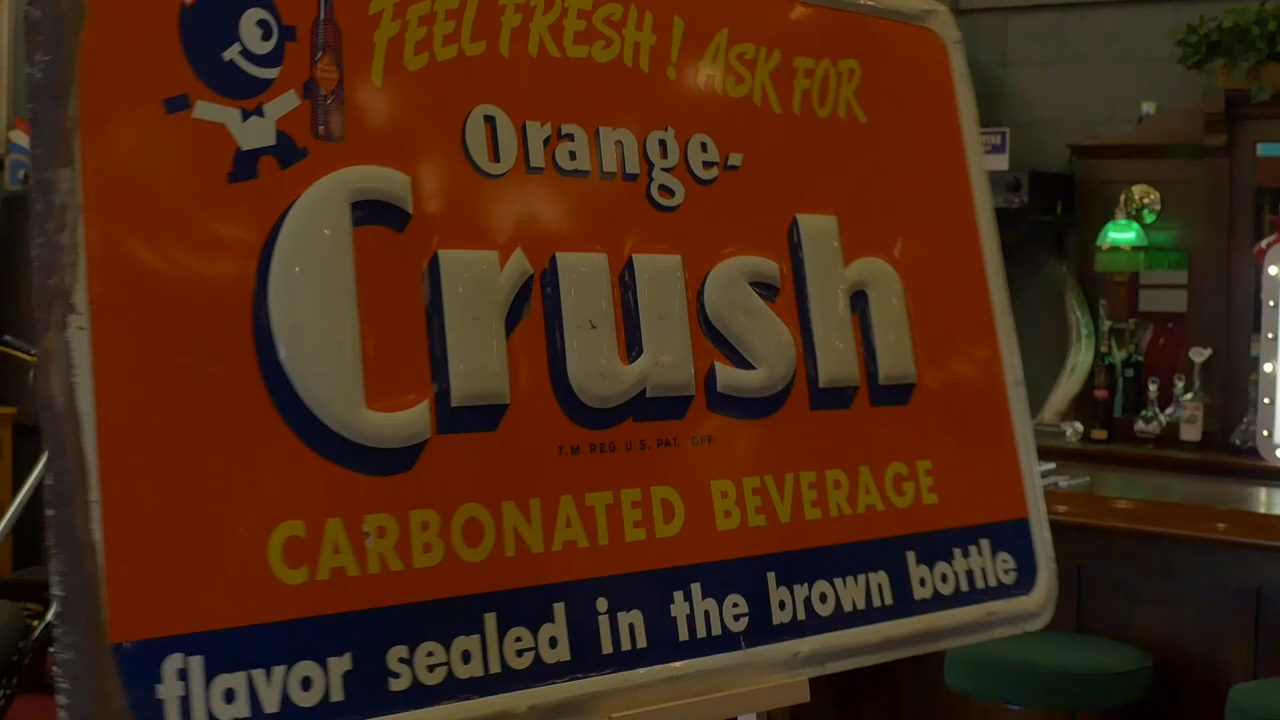 FEEL FRESH! ASK FOR
Orange-
Crush
T.M. REG. U.S. PAT. OFF.
CARBONATED BEVERAGE
flavor sealed in the brown bottle